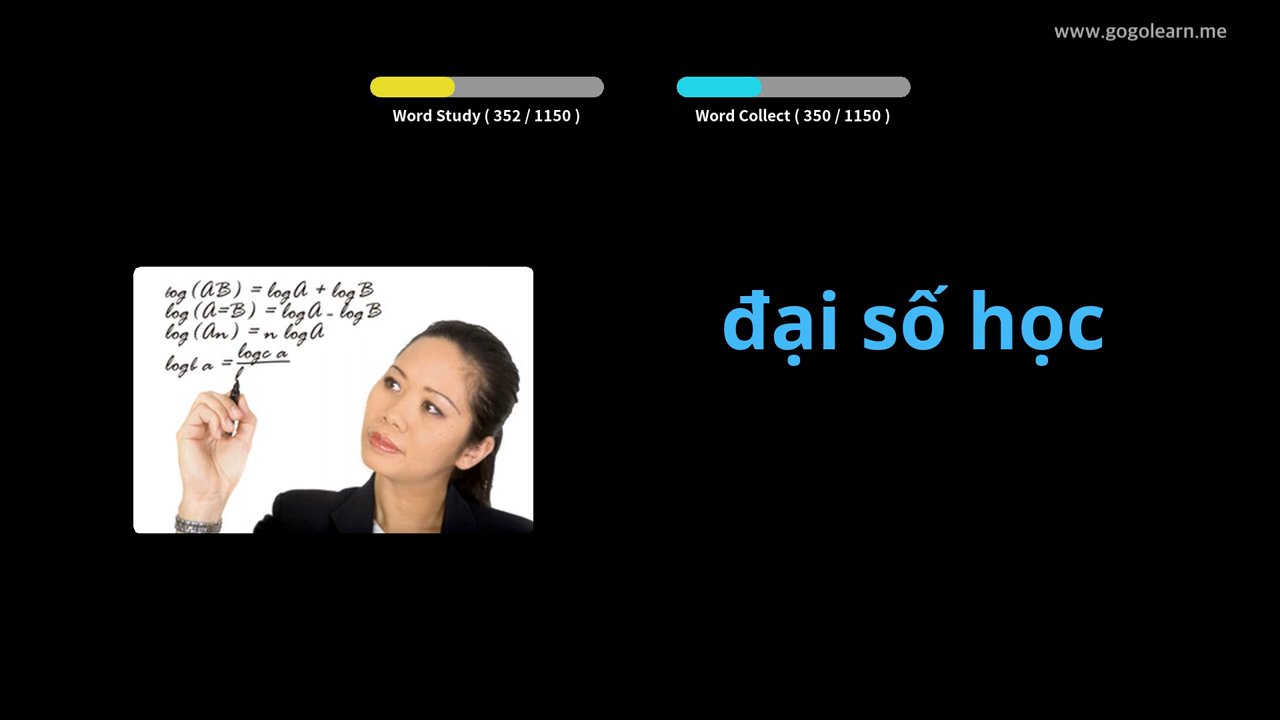 www.gogolearn.me
Word Study ( 352 / 1150 )
Word Collect ( 350 / 1150 )
log (AB) = log A + log B
log (A=B) = log A - log B
log (An) = n log A
logb a = logc a
đại số học